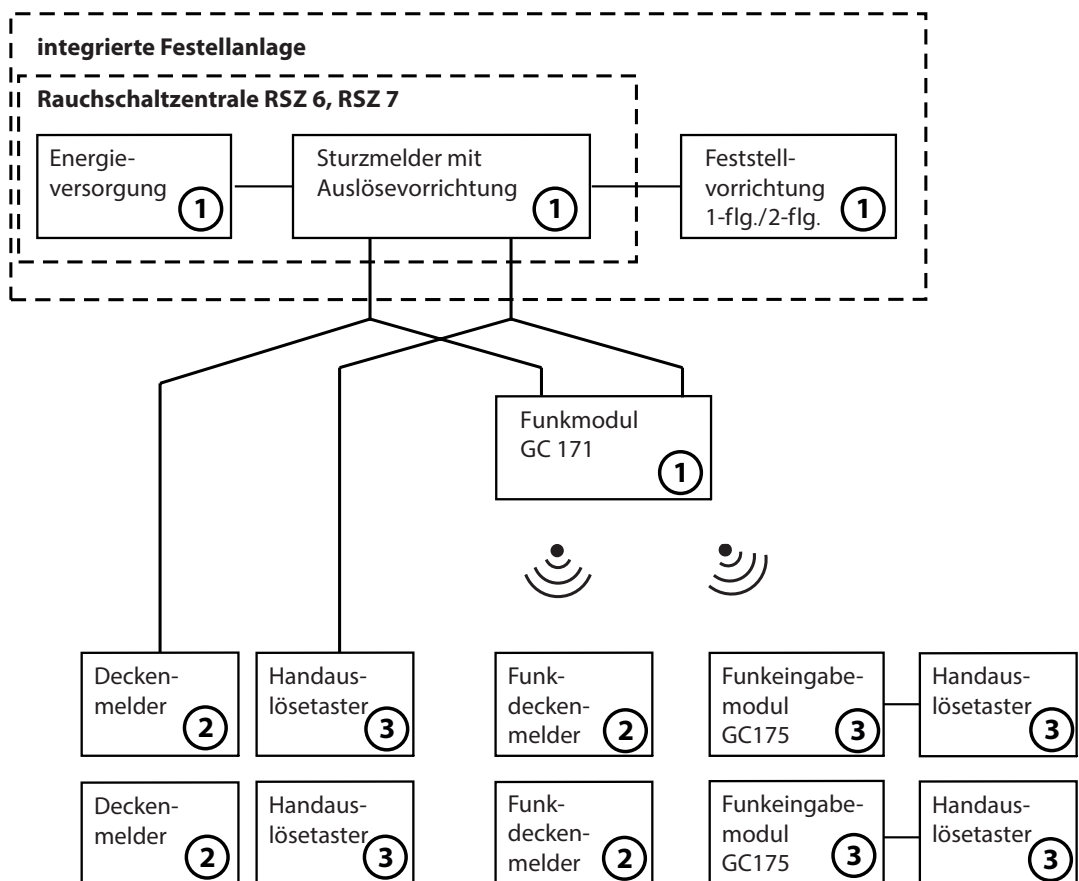 integrierte Festellanlage
Rauchschaltzentrale RSZ 6, RSZ 7
Energie-
versorgung
1
Sturzmelder mit
Auslösevorrichtung
1
Feststell-
vorrichtung
1-flg./2-flg.
1
Funkmodul
GC 171
1
Decken-
melder
2
Handaus-
lösetaster
3
Funk-
decken-
melder
2
Funkeingabe-
modul
GC175
3
Handaus-
lösetaster
3
Decken-
melder
2
Handaus-
lösetaster
3
Funk-
decken-
melder
2
Funkeingabe-
modul
GC175
3
Handaus-
lösetaster
3